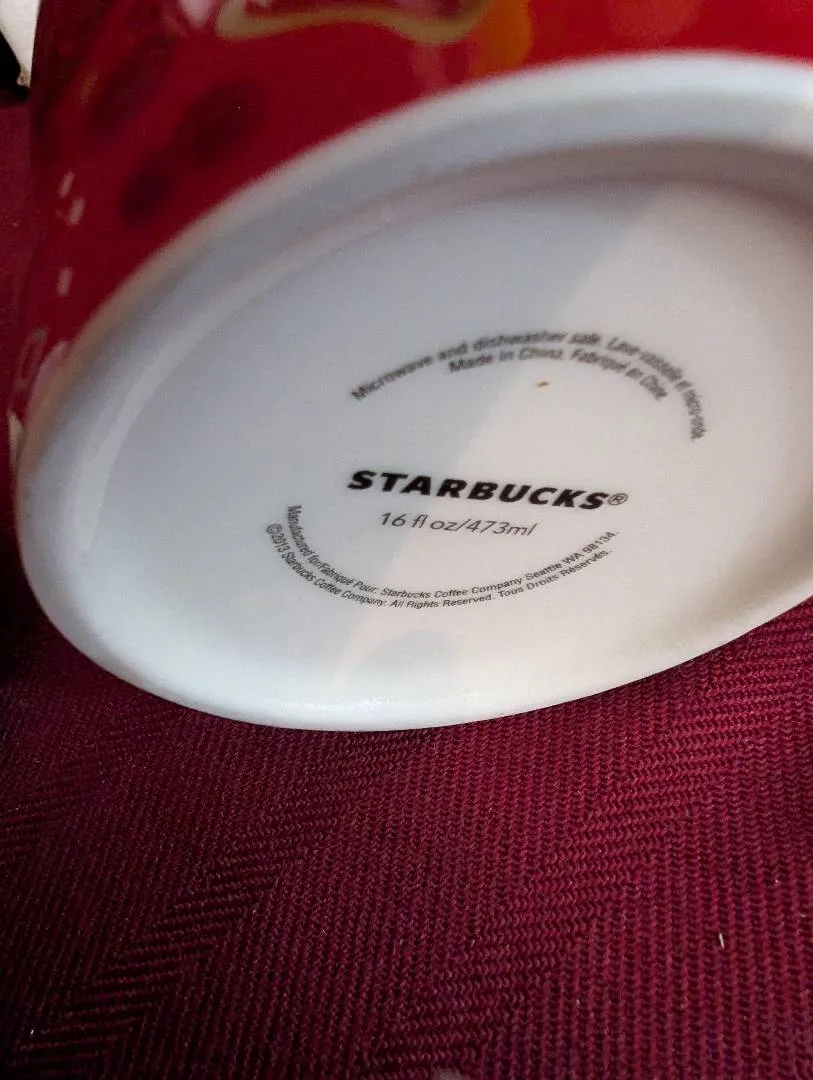 Microwave and dishwasher safe. Lave vaisselle et micro-onde.
Made in China. Fabriqué en Chine.
STARBUCKS®
16 fl oz/473ml
Manufactured for/Fabriqué Pour: Starbucks Coffee Company Seattle WA 98134.
©2013 Starbucks Coffee Company. All Rights Reserved. Tous Droits Réservés.